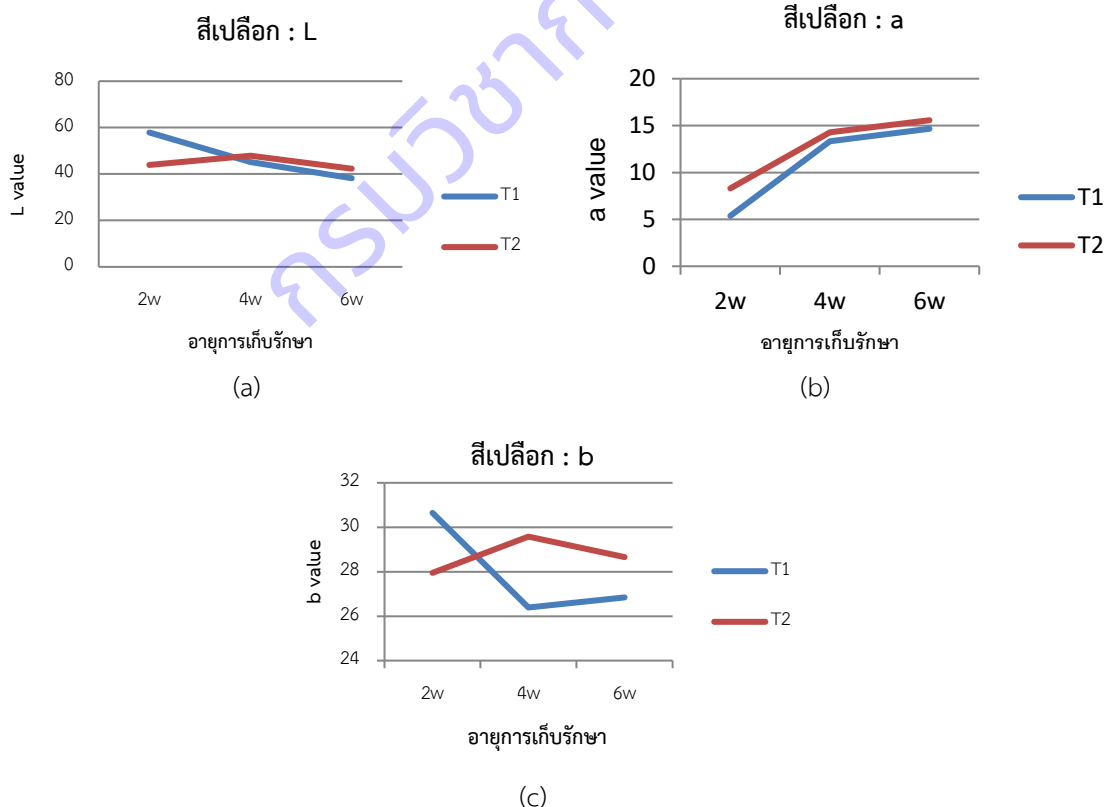 สีเปลือก : L
80
60
40
20
0
L value
2w 4w 6w
อายุการเก็บรักษา
T1
T2
(a)
สีเปลือก : a
20
15
10
5
0
a value
2w 4w 6w
อายุการเก็บรักษา
T1
T2
(b)
สีเปลือก : b
32
30
28
26
24
b value
2w 4w 6w
อายุการเก็บรักษา
T1
T2
(c)